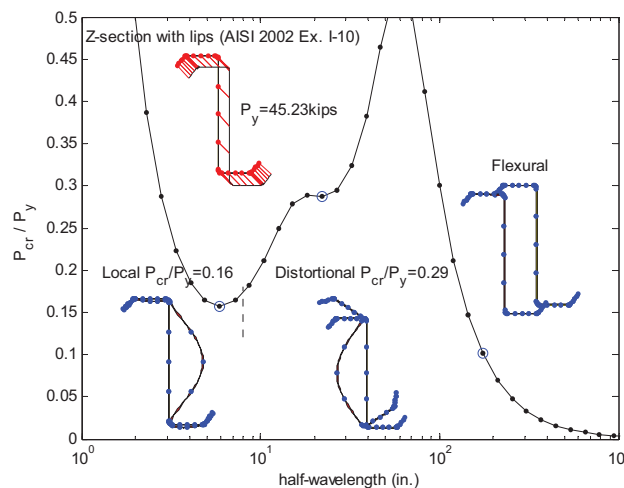 Z-section with lips (AISI 2002 Ex. I-10)
P_y=45.23kips
Flexural
Local P_cr/P_y=0.16
Distortional P_cr/P_y=0.29
P_cr / P_y
0.5
0.45
0.4
0.35
0.3
0.25
0.2
0.15
0.1
0.05
0
10^0
10^1
10^2
10
half-wavelength (in.)